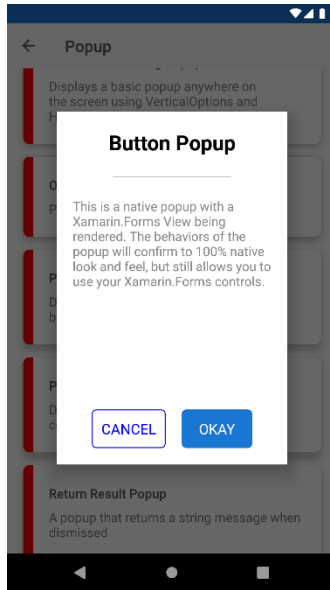 Popup
Displays a basic popup anywhere on
the screen using VerticalOptions and
H
Button Popup
O
P
This is a native popup with a
Xamarin.Forms View being
rendered. The behaviors of the
popup will confirm to 100% native
look and feel, but still allows you to
use your Xamarin.Forms controls.
P
D
b
P
D
c
CANCEL
OKAY
Return Result Popup
A popup that returns a string message when
dismissed